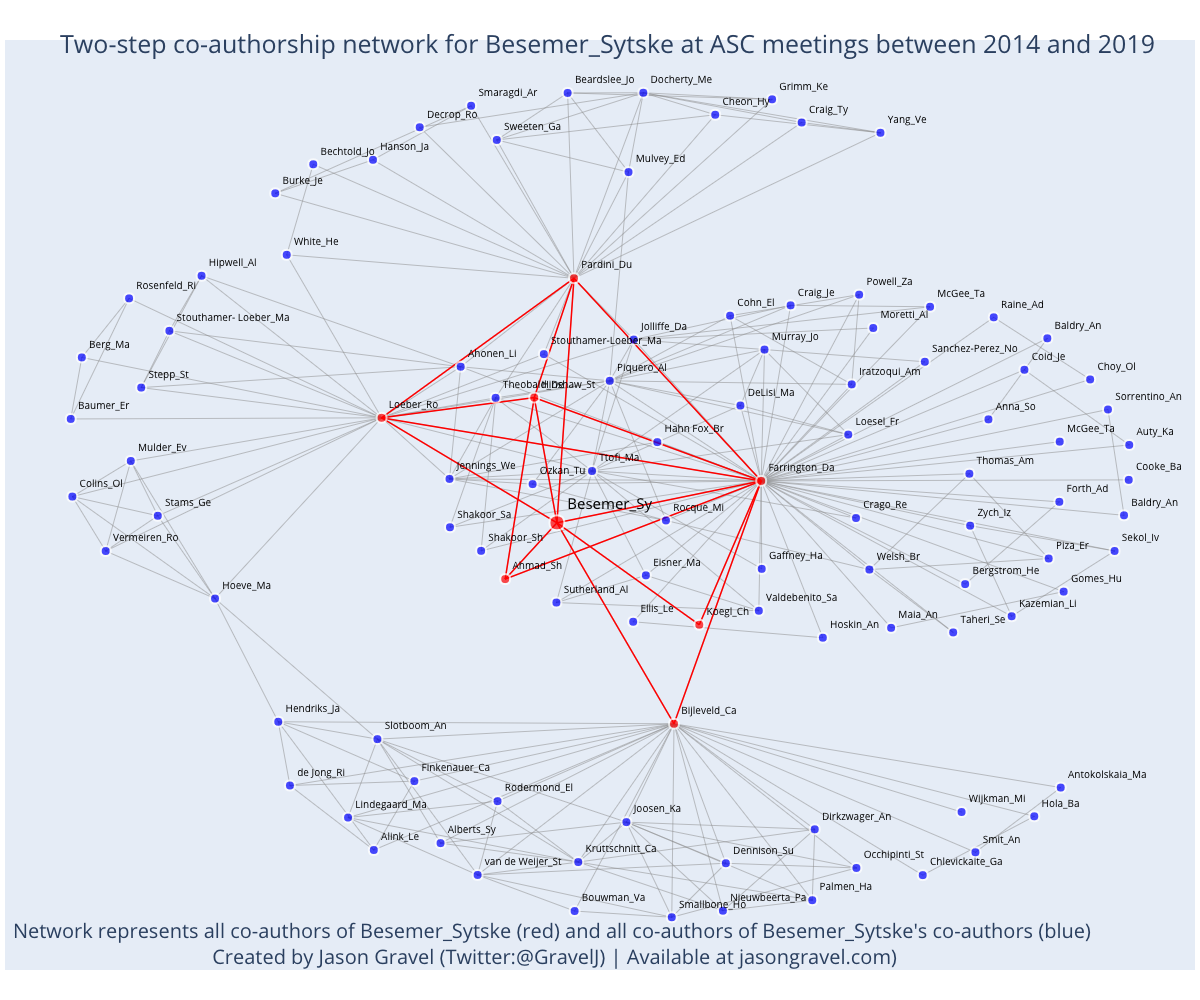 Two-step co-authorship network for Besemer_Sytske at ASC meetings between 2014 and 2019
Beardslee_Jo
Docherty_Me
Grimm_Ke
Smaragdi_Ar
Cheon_Hy
Craig_Ty
Decrop_Ro
Sweeten_Ga
Yang_Ve
Bechtold_Jo
Hanson_Ja
Mulvey_Ed
Burke_Je
White_He
Hipwell_Al
Pardini_Du
Rosenfeld_Ri
Powell_Za
Cohn_El
Craig_Je
McGee_Ta
Raine_Ad
Stouthamer- Loeber_Ma
Jolliffe_Da
Moretti_Al
Baldry_An
Berg_Ma
Stouthamer-Loeber_Ma
Murray_Jo
Ahonen_Li
Sanchez-Perez_No
Coid_Je
Choy_Ol
Stepp_St
Piquero_Al
Iratzoqui_Am
Theobald_De
Hinshaw_St
DeLisi_Ma
Baumer_Er
Loeber_Ro
Anna_So
Sorrentino_An
Hahn Fox_Br
Loesel_Fr
McGee_Ta
Auty_Ka
Mulder_Ev
Jennings_We
Ozkan_Tu
Ttofi_Ma
Farrington_Da
Thomas_Am
Cooke_Ba
Colins_Ol
Stams_Ge
Besemer_Sy
Rocque_Mi
Crago_Re
Forth_Ad
Zych_Iz
Baldry_An
Vermeiren_Ro
Shakoor_Sa
Shakoor_Sh
Sekol_Iv
Ahmad_Sh
Eisner_Ma
Gaffney_Ha
Welsh_Br
Piza_Er
Bergstrom_He
Gomes_Hu
Hoeve_Ma
Sutherland_Al
Ellis_Le
Koegl_Ch
Valdebenito_Sa
Hoskin_An
Maia_An
Taheri_Se
Kazemian_Li
Hendriks_Ja
Slotboom_An
Bijleveld_Ca
de Jong_Ri
Finkenauer_Ca
Antokolskaia_Ma
Lindegaard_Ma
Rodermond_El
Joosen_Ka
Dirkzwager_An
Wijkman_Mi
Hola_Ba
Alink_Le
Alberts_Sy
van de Weijer_St
Kruttschnitt_Ca
Dennison_Su
Occhipinti_St
Smit_An
Chlevickaite_Ga
Bouwman_Va
Smallbone_Ho
Nieuwbeerta_Pa
Palmen_Ha
Network represents all co-authors of Besemer_Sytske (red) and all co-authors of Besemer_Sytske's co-authors (blue)
Created by Jason Gravel (Twitter:@GravelJ) | Available at jasongravel.com)